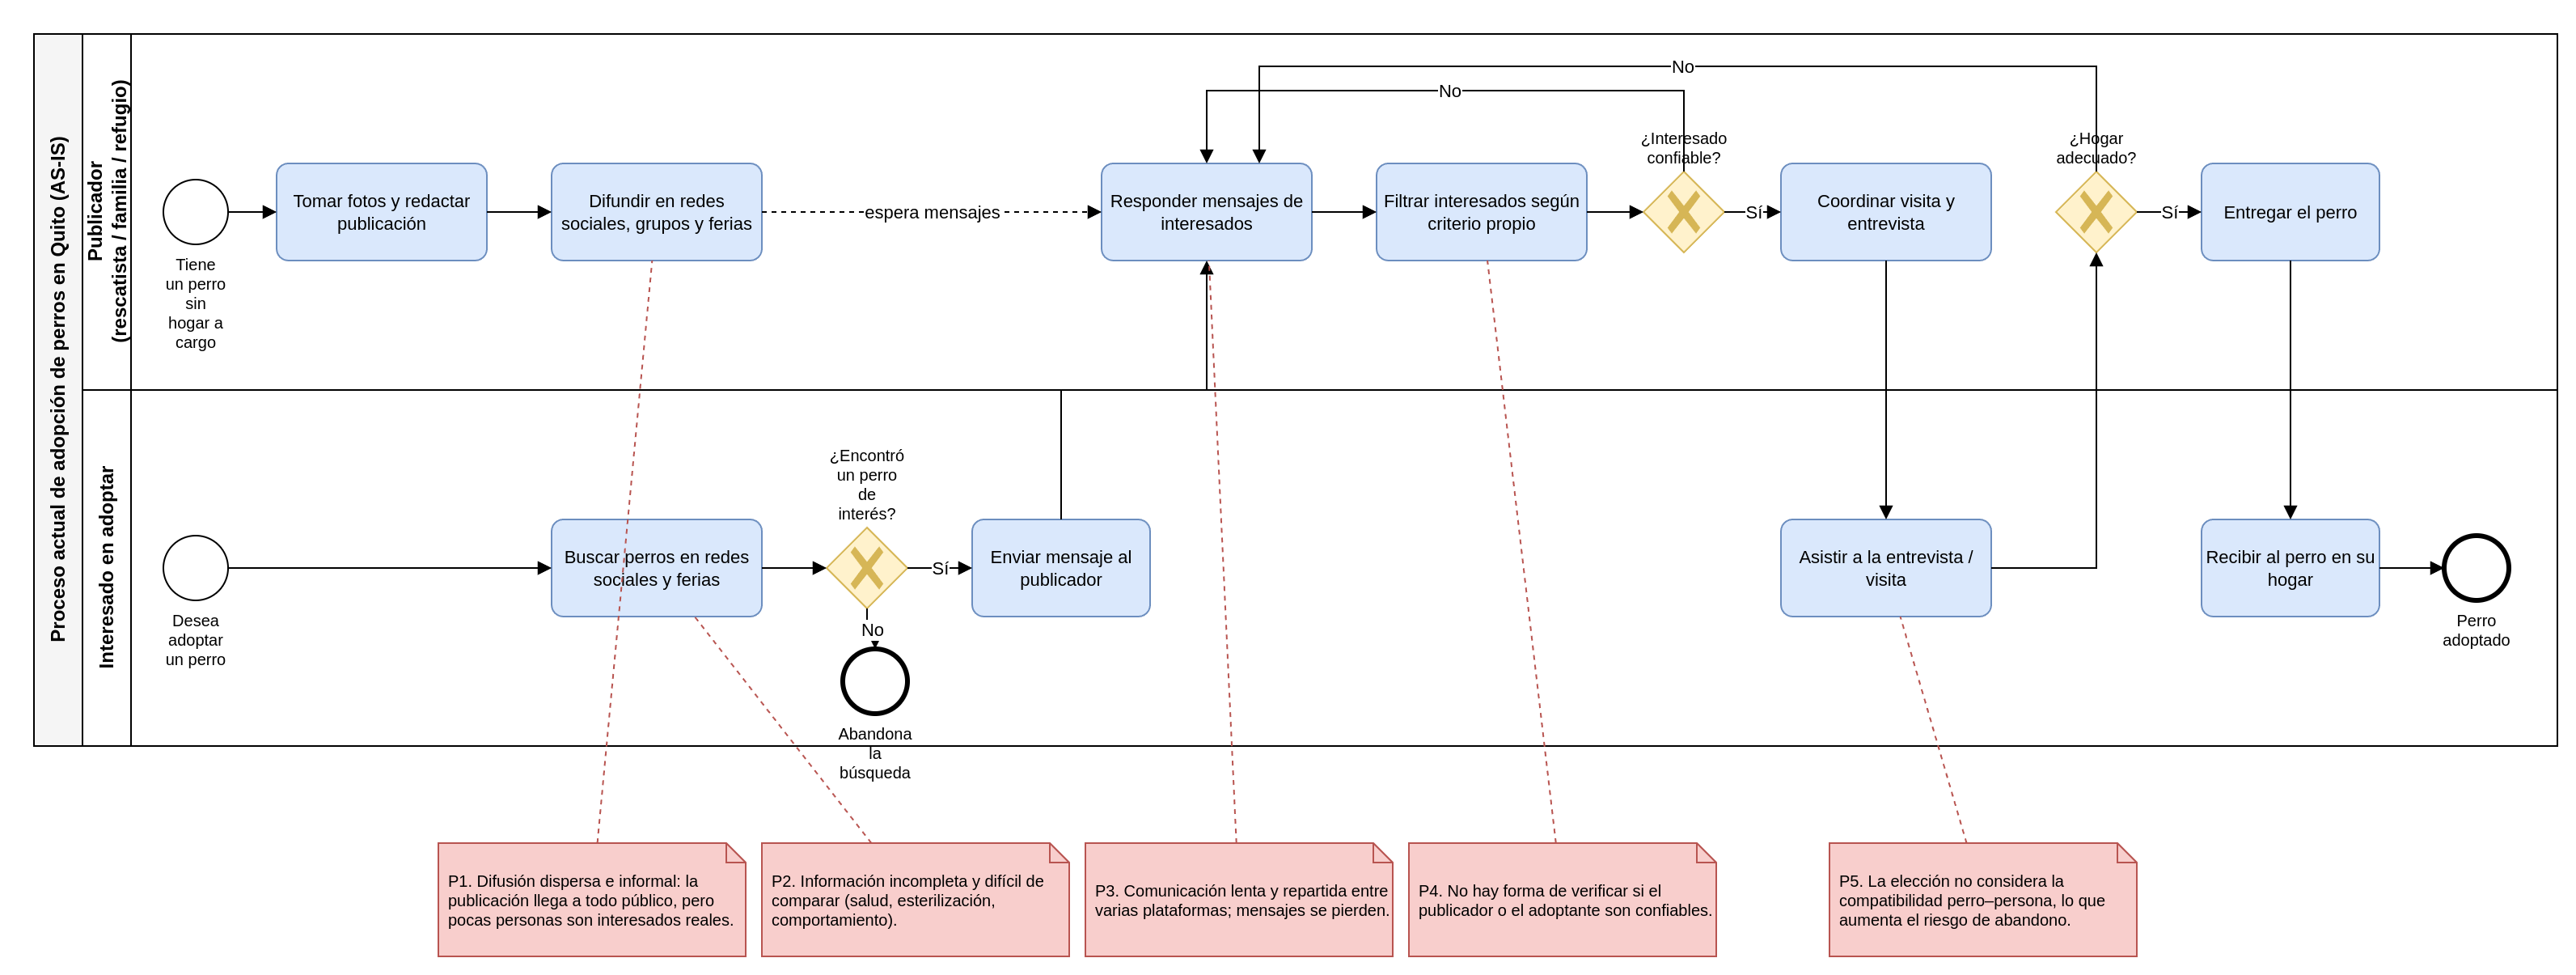 Proceso actual de adopción de perros en Quito (AS-IS)
Publicador
(rescatista / familia / refugio)
No
No
Tiene
un perro
sin
hogar a
cargo
Tomar fotos y redactar
publicación
Difundir en redes
sociales, grupos y ferias
espera mensajes
Responder mensajes de
interesados
Filtrar interesados según
criterio propio
¿Interesado
confiable?
Sí
Coordinar visita y
entrevista
¿Hogar
adecuado?
Sí
Entregar el perro
Interesado en adoptar
Desea
adoptar
un perro
Buscar perros en redes
sociales y ferias
¿Encontró
un perro
de
interés?
Sí
No
Abandona
la
búsqueda
Enviar mensaje al
publicador
Asistir a la entrevista /
visita
Recibir al perro en su
hogar
Perro
adoptado
P1. Difusión dispersa e informal: la
publicación llega a todo público, pero
pocas personas son interesados reales.
P2. Información incompleta y difícil de
comparar (salud, esterilización,
comportamiento).
P3. Comunicación lenta y repartida entre
varias plataformas; mensajes se pierden.
P4. No hay forma de verificar si el
publicador o el adoptante son confiables.
P5. La elección no considera la
compatibilidad perro–persona, lo que
aumenta el riesgo de abandono.